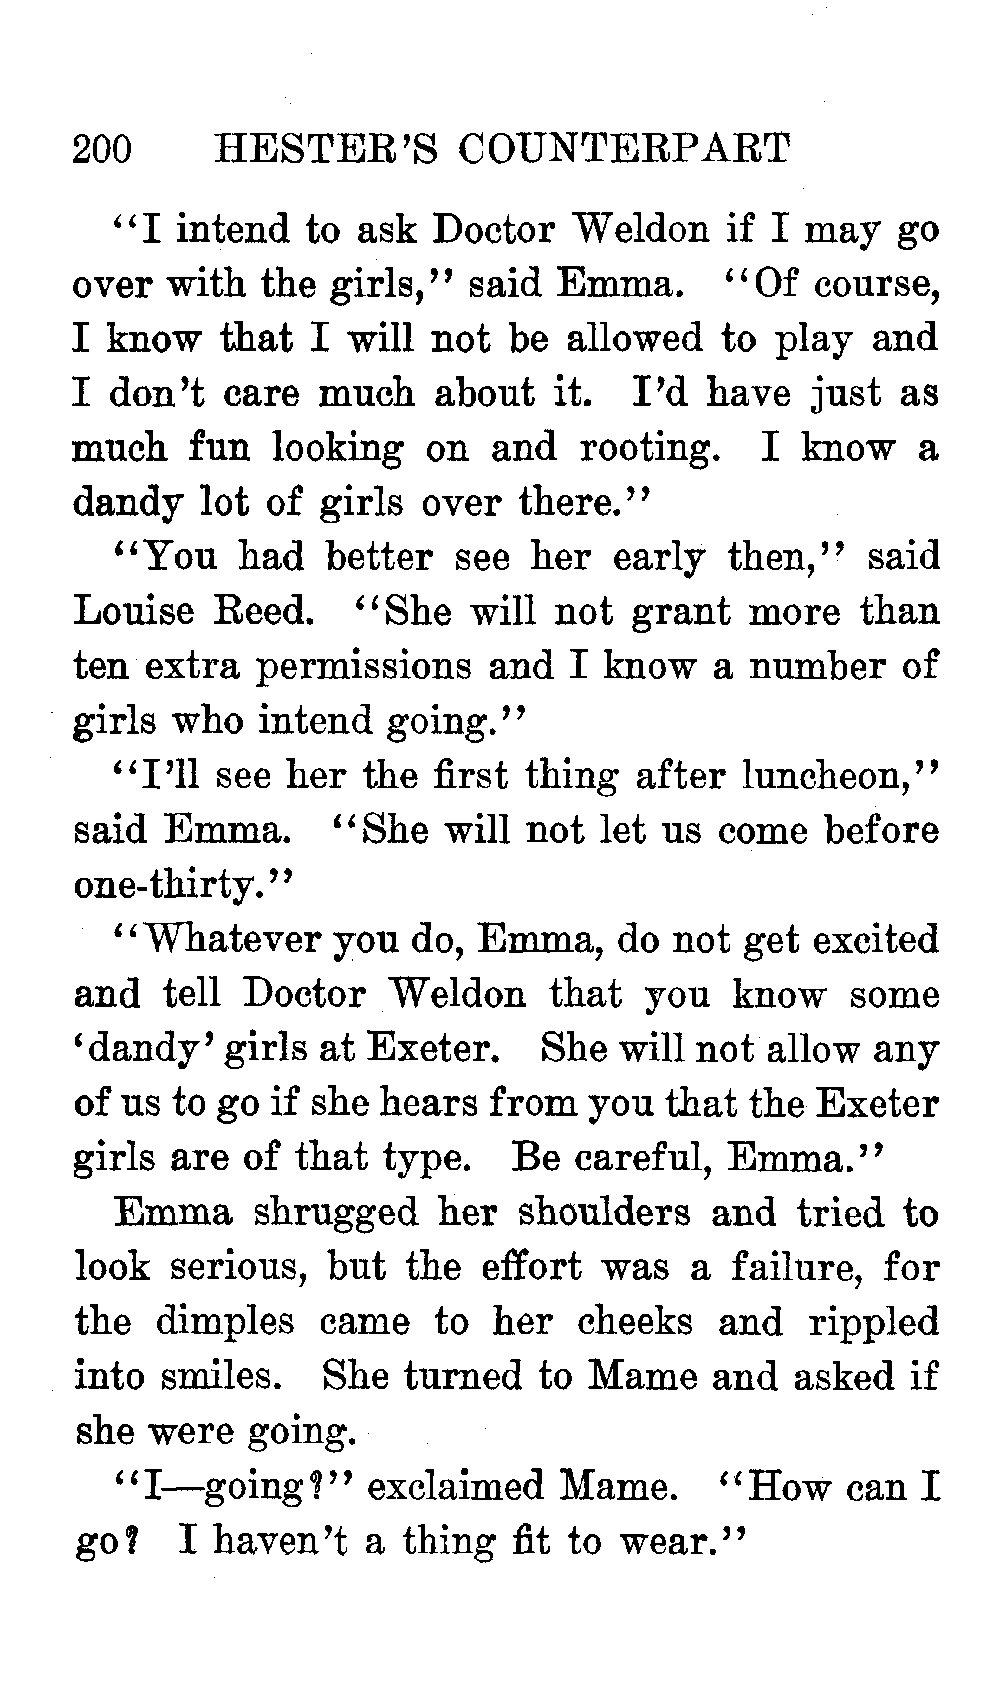 200 HESTER'S COUNTERPART
"I intend to ask Doctor Weldon if I may go
over with the girls," said Emma. "Of course,
I know that I will not be allowed to play and
I don't care much about it. I'd have just as
much fun looking on and rooting. I know a
dandy lot of girls over there."
"You had better see her early then," said
Louise Reed. "She will not grant more than
ten extra permissions and I know a number of
girls who intend going."
"I'll see her the first thing after luncheon,"
said Emma. "She will not let us come before
one-thirty."
"Whatever you do, Emma, do not get excited
and tell Doctor Weldon that you know some
'dandy' girls at Exeter. She will not allow any
of us to go if she hears from you that the Exeter
girls are of that type. Be careful, Emma."
Emma shrugged her shoulders and tried to
look serious, but the effort was a failure, for
the dimples came to her cheeks and rippled
into smiles. She turned to Mame and asked if
she were going.
"I—going?" exclaimed Mame. "How can I
go? I haven't a thing fit to wear."